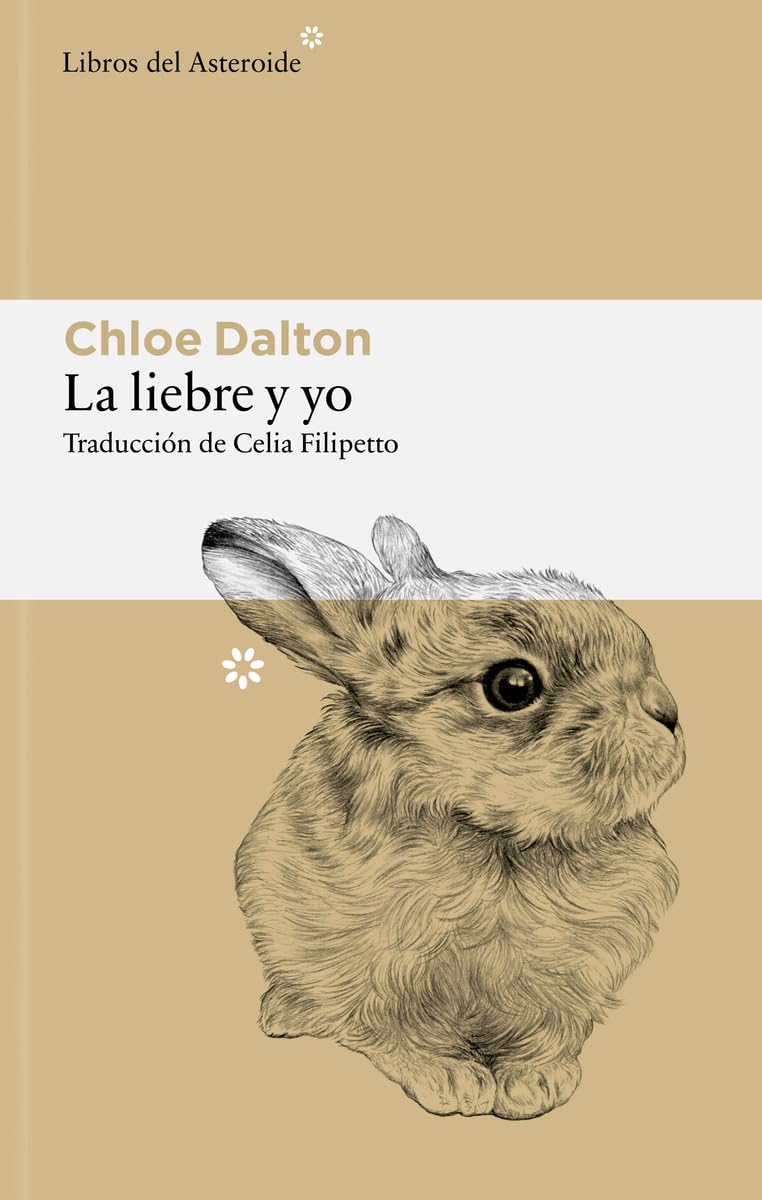 Libros del Asteroide
Chloe Dalton
La liebre y yo
Traducción de Celia Filipetto